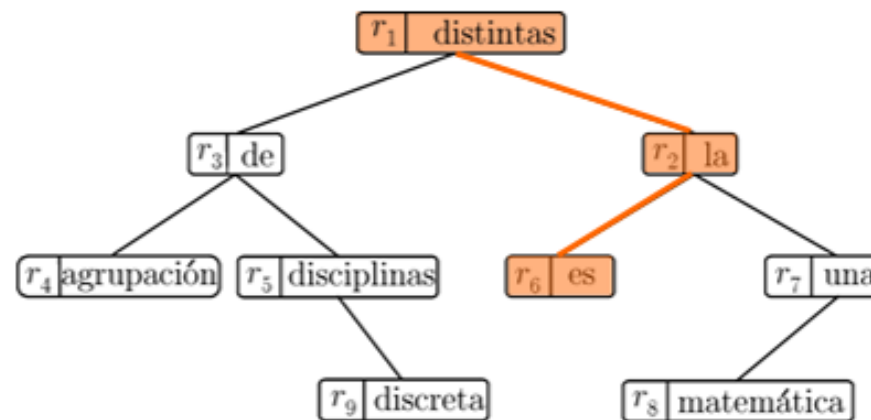 r₁ distintas
r₃ de r₂ la
r₄ agrupación r₅ disciplinas r₆ es r₇ una
r₉ discreta r₈ matemática